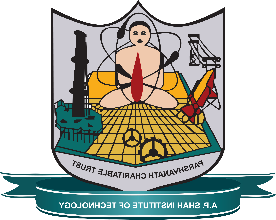 PARSHVANATH CHARITABLE TRUST
A.P. SHAH INSTITUTE OF TECHNOLOGY